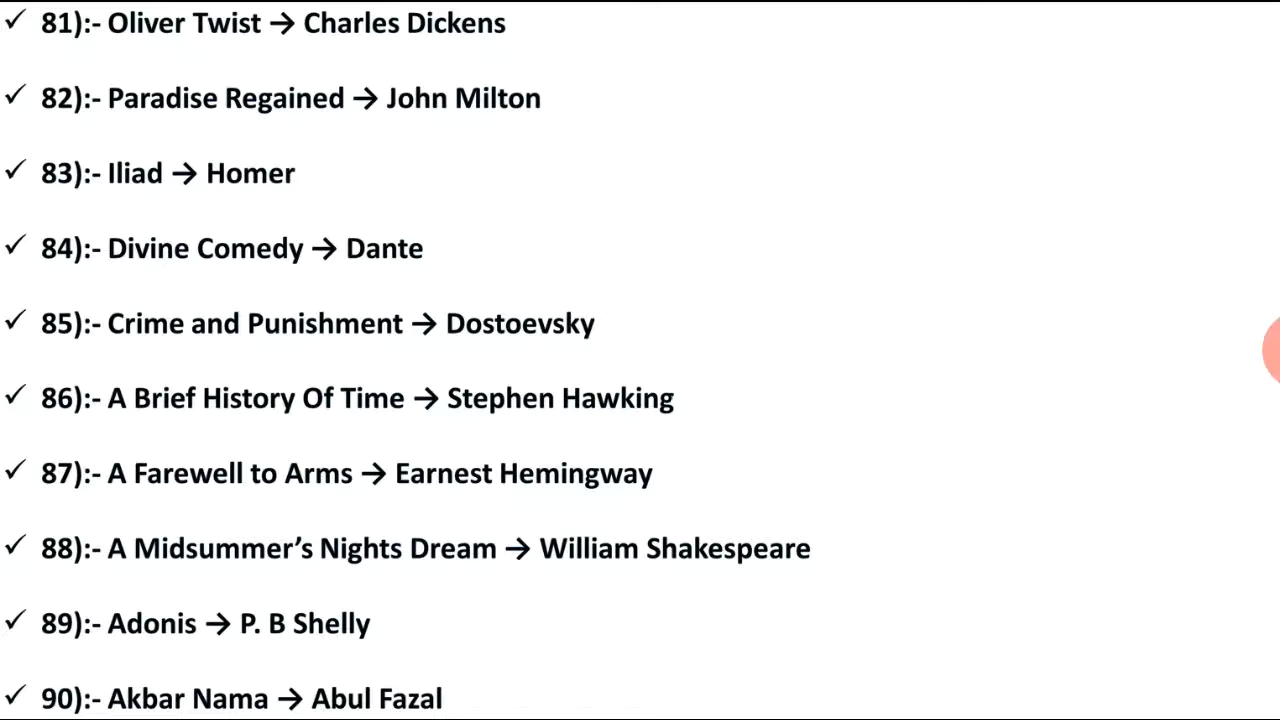 ✓ 81):- Oliver Twist → Charles Dickens
✓ 82):- Paradise Regained → John Milton
✓ 83):- Iliad → Homer
✓ 84):- Divine Comedy → Dante
✓ 85):- Crime and Punishment → Dostoevsky
✓ 86):- A Brief History Of Time → Stephen Hawking
✓ 87):- A Farewell to Arms → Earnest Hemingway
✓ 88):- A Midsummer’s Nights Dream → William Shakespeare
✓ 89):- Adonis → P. B Shelly
✓ 90):- Akbar Nama → Abul Fazal